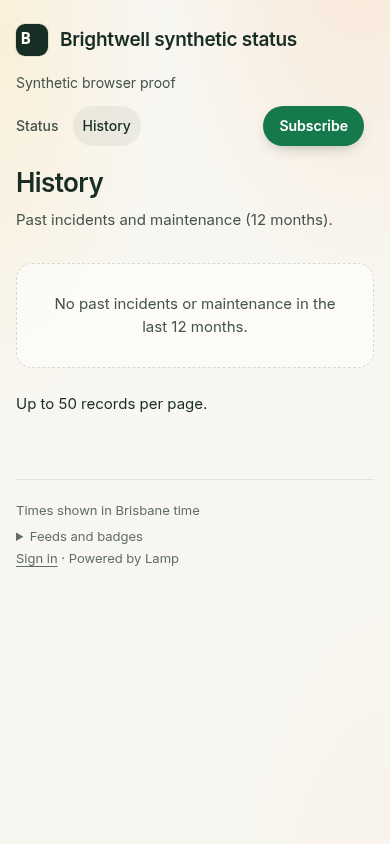 B
Brightwell synthetic status
Synthetic browser proof
Status
History
Subscribe
History
Past incidents and maintenance (12 months).
No past incidents or maintenance in the
last 12 months.
Up to 50 records per page.
Times shown in Brisbane time
Feeds and badges
Sign in · Powered by Lamp